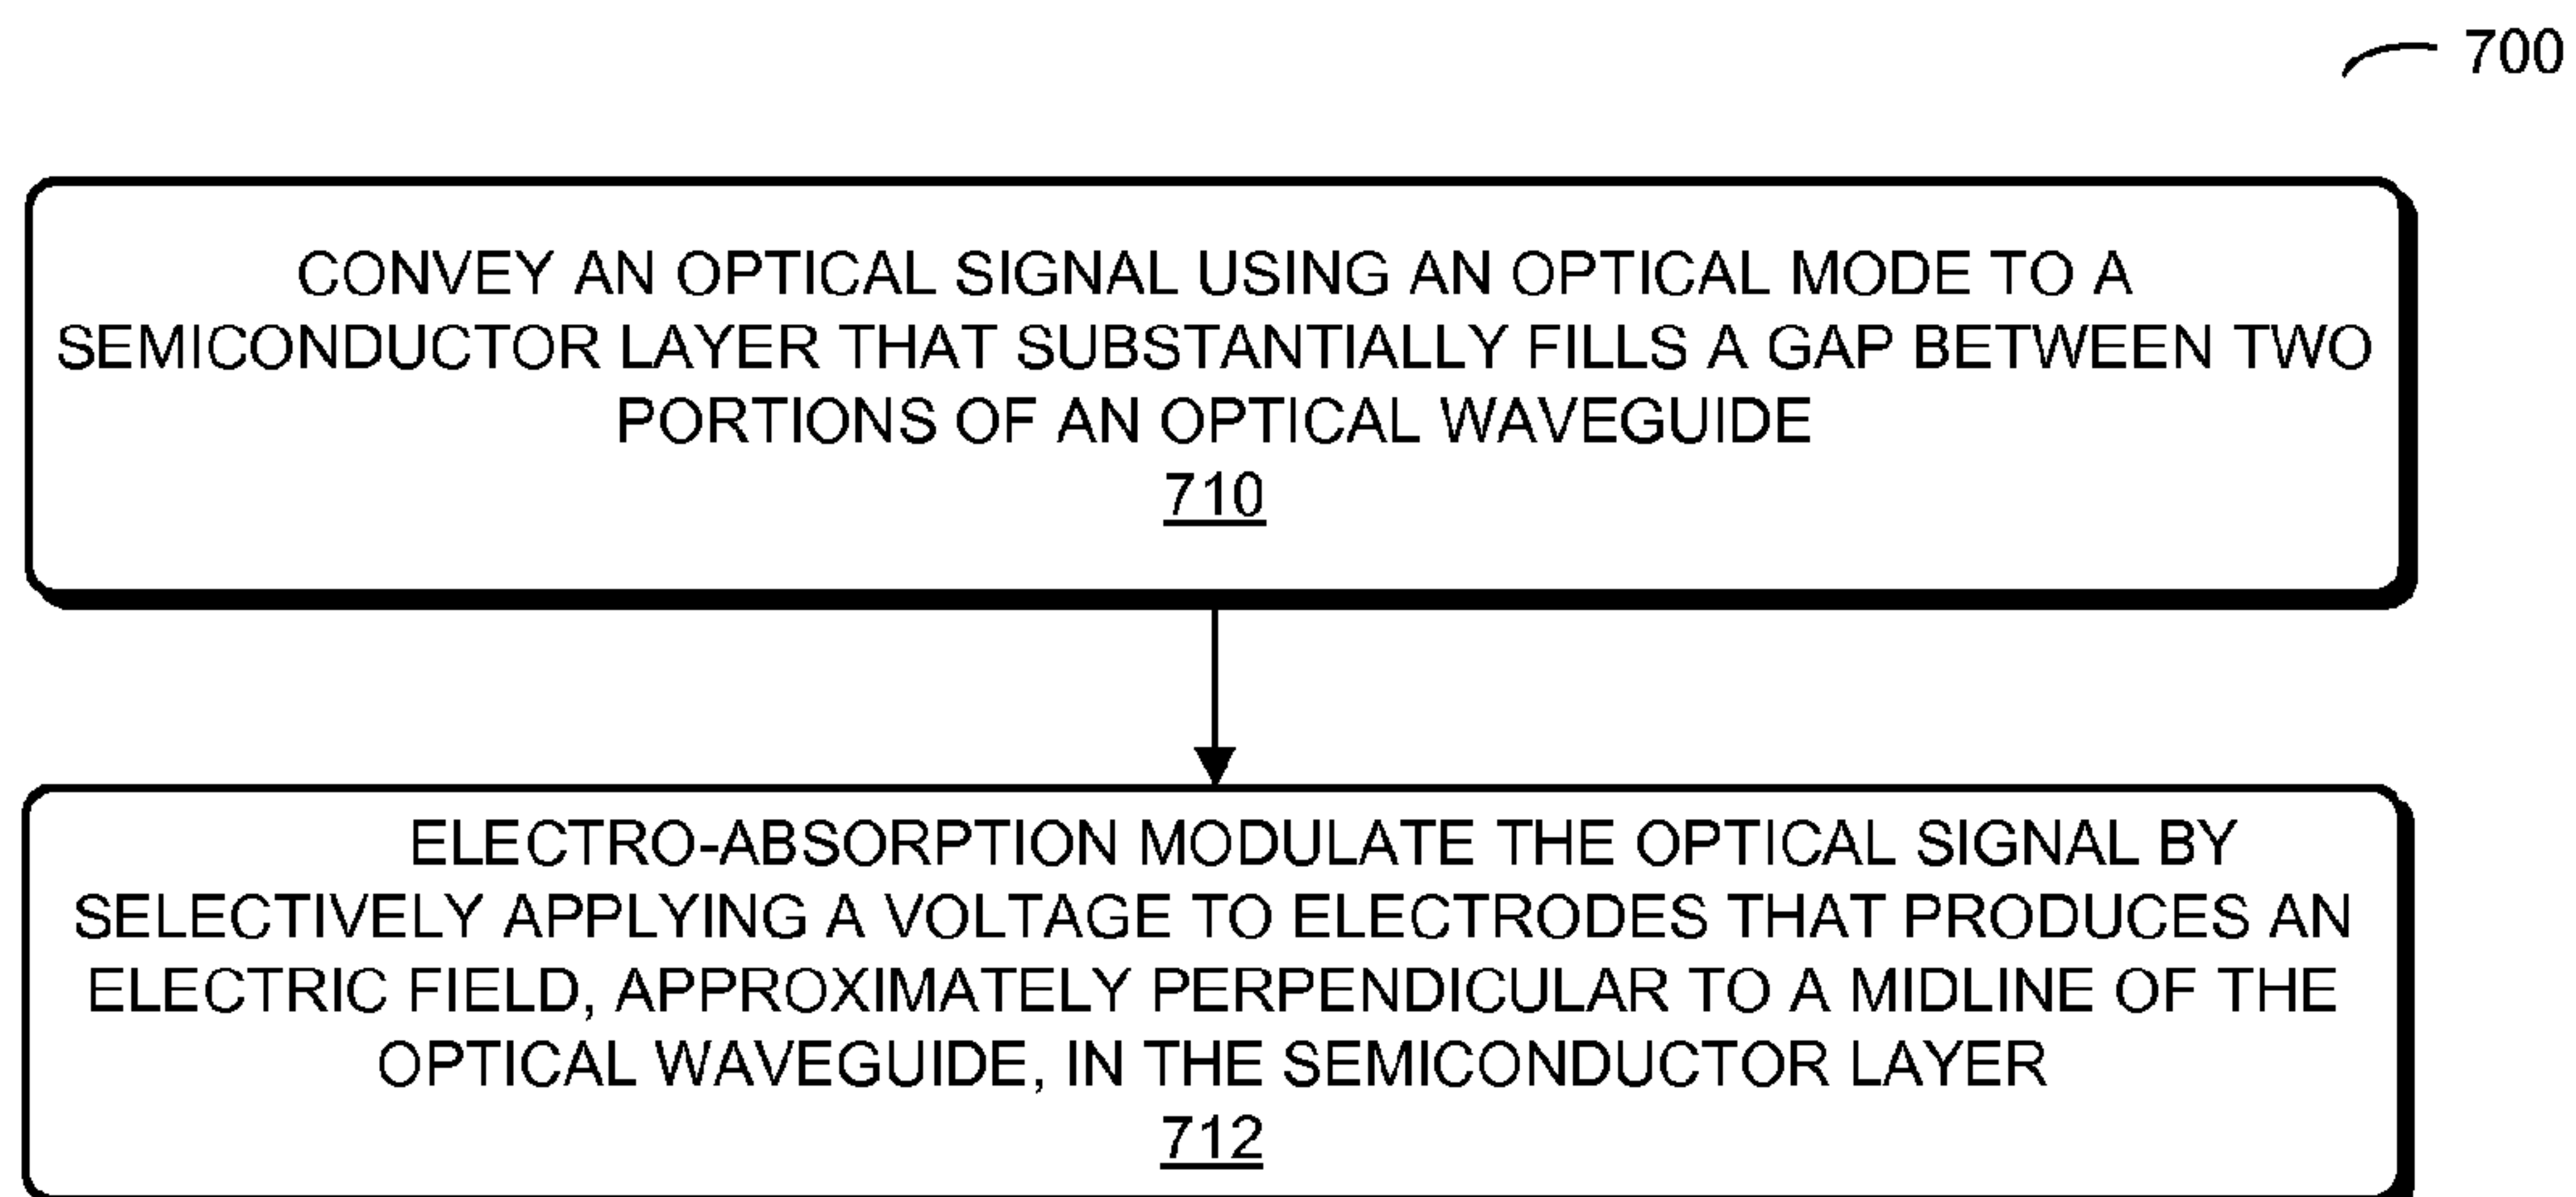 700
CONVEY AN OPTICAL SIGNAL USING AN OPTICAL MODE TO A
SEMICONDUCTOR LAYER THAT SUBSTANTIALLY FILLS A GAP BETWEEN TWO
PORTIONS OF AN OPTICAL WAVEGUIDE
710
ELECTRO-ABSORPTION MODULATE THE OPTICAL SIGNAL BY
SELECTIVELY APPLYING A VOLTAGE TO ELECTRODES THAT PRODUCES AN
ELECTRIC FIELD, APPROXIMATELY PERPENDICULAR TO A MIDLINE OF THE
OPTICAL WAVEGUIDE, IN THE SEMICONDUCTOR LAYER
712